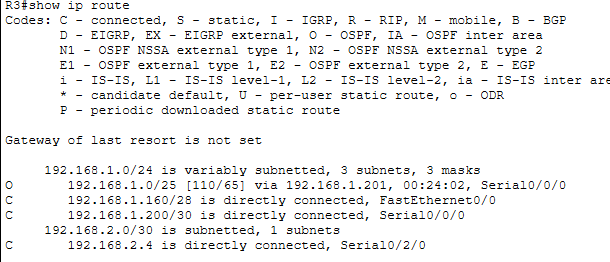 R3#show ip route
Codes: C - connected, S - static, I - IGRP, R - RIP, M - mobile, B - BGP
       D - EIGRP, EX - EIGRP external, O - OSPF, IA - OSPF inter area
       N1 - OSPF NSSA external type 1, N2 - OSPF NSSA external type 2
       E1 - OSPF external type 1, E2 - OSPF external type 2, E - EGP
       i - IS-IS, L1 - IS-IS level-1, L2 - IS-IS level-2, ia - IS-IS inter are
       * - candidate default, U - per-user static route, o - ODR
       P - periodic downloaded static route
Gateway of last resort is not set
     192.168.1.0/24 is variably subnetted, 3 subnets, 3 masks
O       192.168.1.0/25 [110/65] via 192.168.1.201, 00:24:02, Serial0/0/0
C       192.168.1.160/28 is directly connected, FastEthernet0/0
C       192.168.1.200/30 is directly connected, Serial0/0/0
     192.168.2.0/30 is subnetted, 1 subnets
C       192.168.2.4 is directly connected, Serial0/2/0